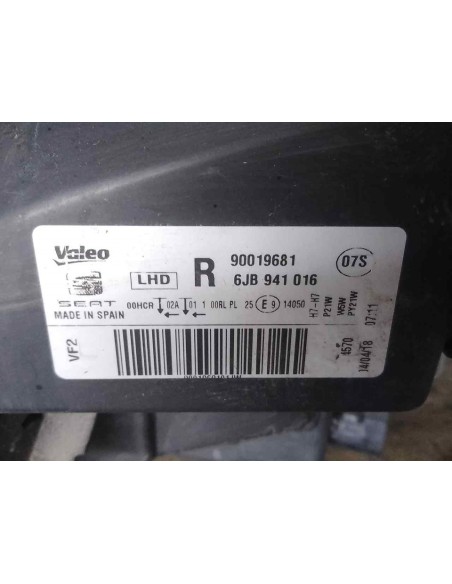 Valeo
90019681
07S
LHD
R
6JB 941 016
SEAT
00HCR 02A 01 1 00RL PL 25 E9 14050
MADE IN SPAIN
H7-H7
P21W
W5W
PY21W
VF2
4570
14/04/18 07:11